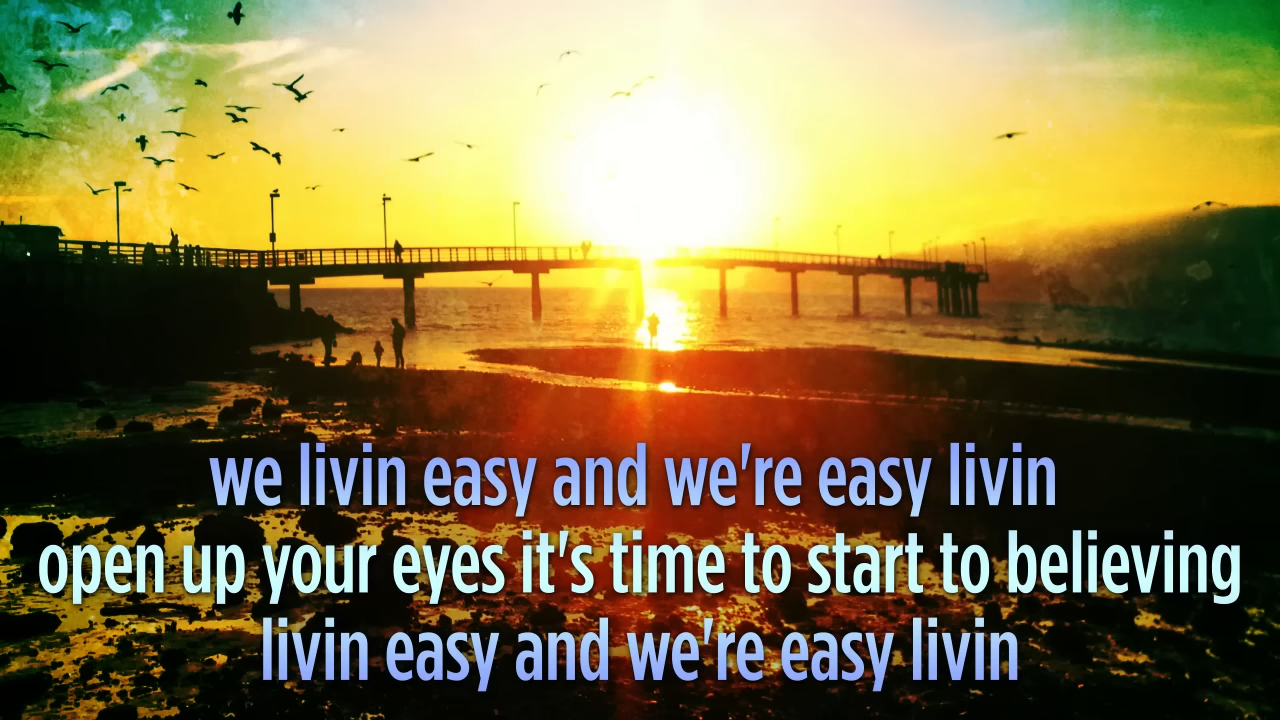 we livin easy and we're easy livin
open up your eyes it's time to start to believing
livin easy and we're easy livin